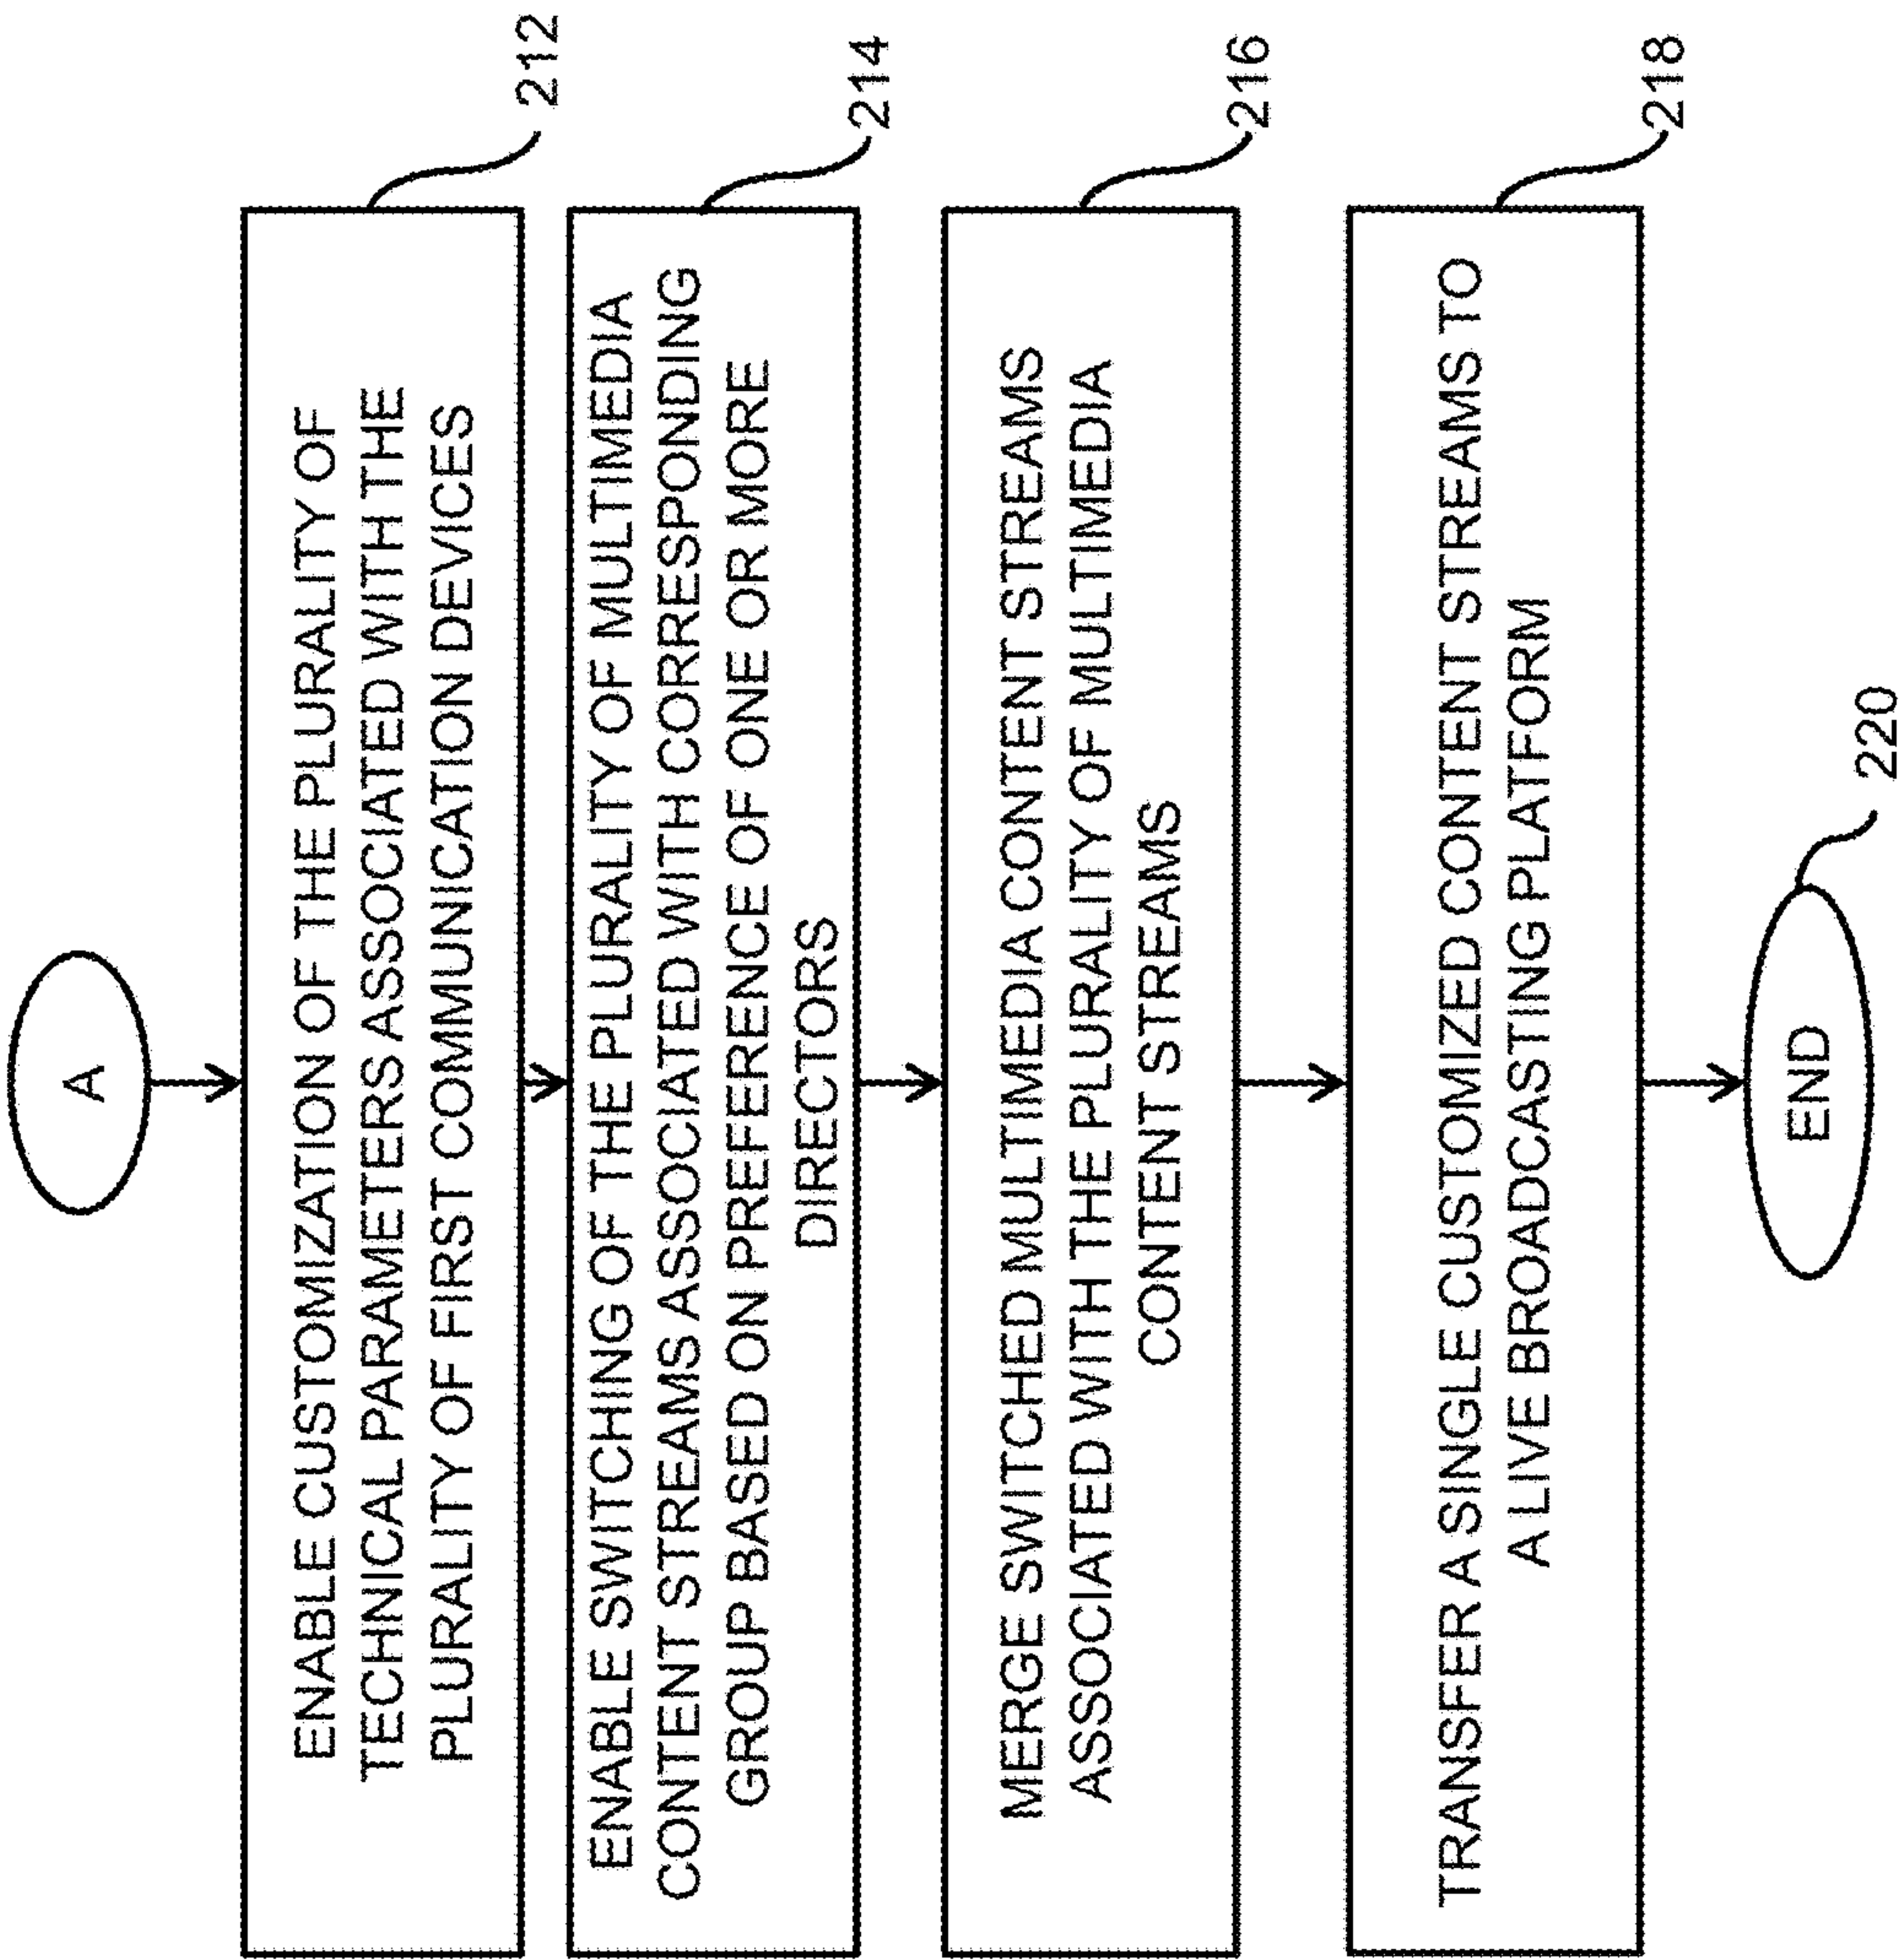 A
ENABLE CUSTOMIZATION OF THE PLURALITY OF
TECHNICAL PARAMETERS ASSOCIATED WITH THE
PLURALITY OF FIRST COMMUNICATION DEVICES
212
ENABLE SWITCHING OF THE PLURALITY OF MULTIMEDIA
CONTENT STREAMS ASSOCIATED WITH CORRESPONDING
GROUP BASED ON PREFERENCE OF ONE OR MORE
DIRECTORS
214
MERGE SWITCHED MULTIMEDIA CONTENT STREAMS
ASSOCIATED WITH THE PLURALITY OF MULTIMEDIA
CONTENT STREAMS
216
TRANSFER A SINGLE CUSTOMIZED CONTENT STREAMS TO
A LIVE BROADCASTING PLATFORM
218
END
220